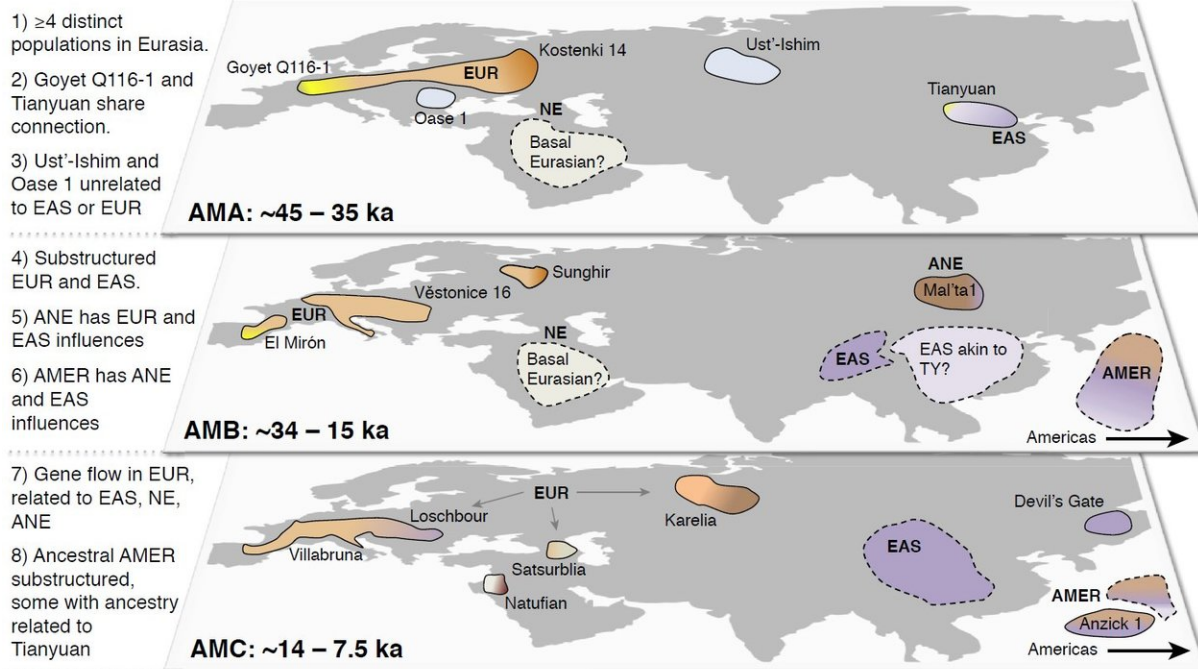 1) ≥4 distinct
populations in Eurasia.
2) Goyet Q116-1 and
Tianyuan share
connection.
3) Ust'-Ishim and
Oase 1 unrelated
to EAS or EUR
Goyet Q116-1
EUR
Kostenki 14
Oase 1
NE
Basal
Eurasian?
Ust'-Ishim
Tianyuan
EAS
AMA: ~45 – 35 ka
4) Substructured
EUR and EAS.
5) ANE has EUR and
EAS influences
6) AMER has ANE
and EAS
influences
Sunghir
Věstonice 16
EUR
El Mirón
NE
Basal
Eurasian?
ANE
Mal'ta1
EAS
EAS akin to
TY?
AMER
Americas
AMB: ~34 – 15 ka
7) Gene flow in EUR,
related to EAS, NE,
ANE
8) Ancestral AMER
substructured,
some with ancestry
related to
Tianyuan
EUR
Loschbour
Villabruna
Karelia
Satsurblia
Natufian
EAS
Devil's Gate
AMER
Anzick 1
Americas
AMC: ~14 – 7.5 ka